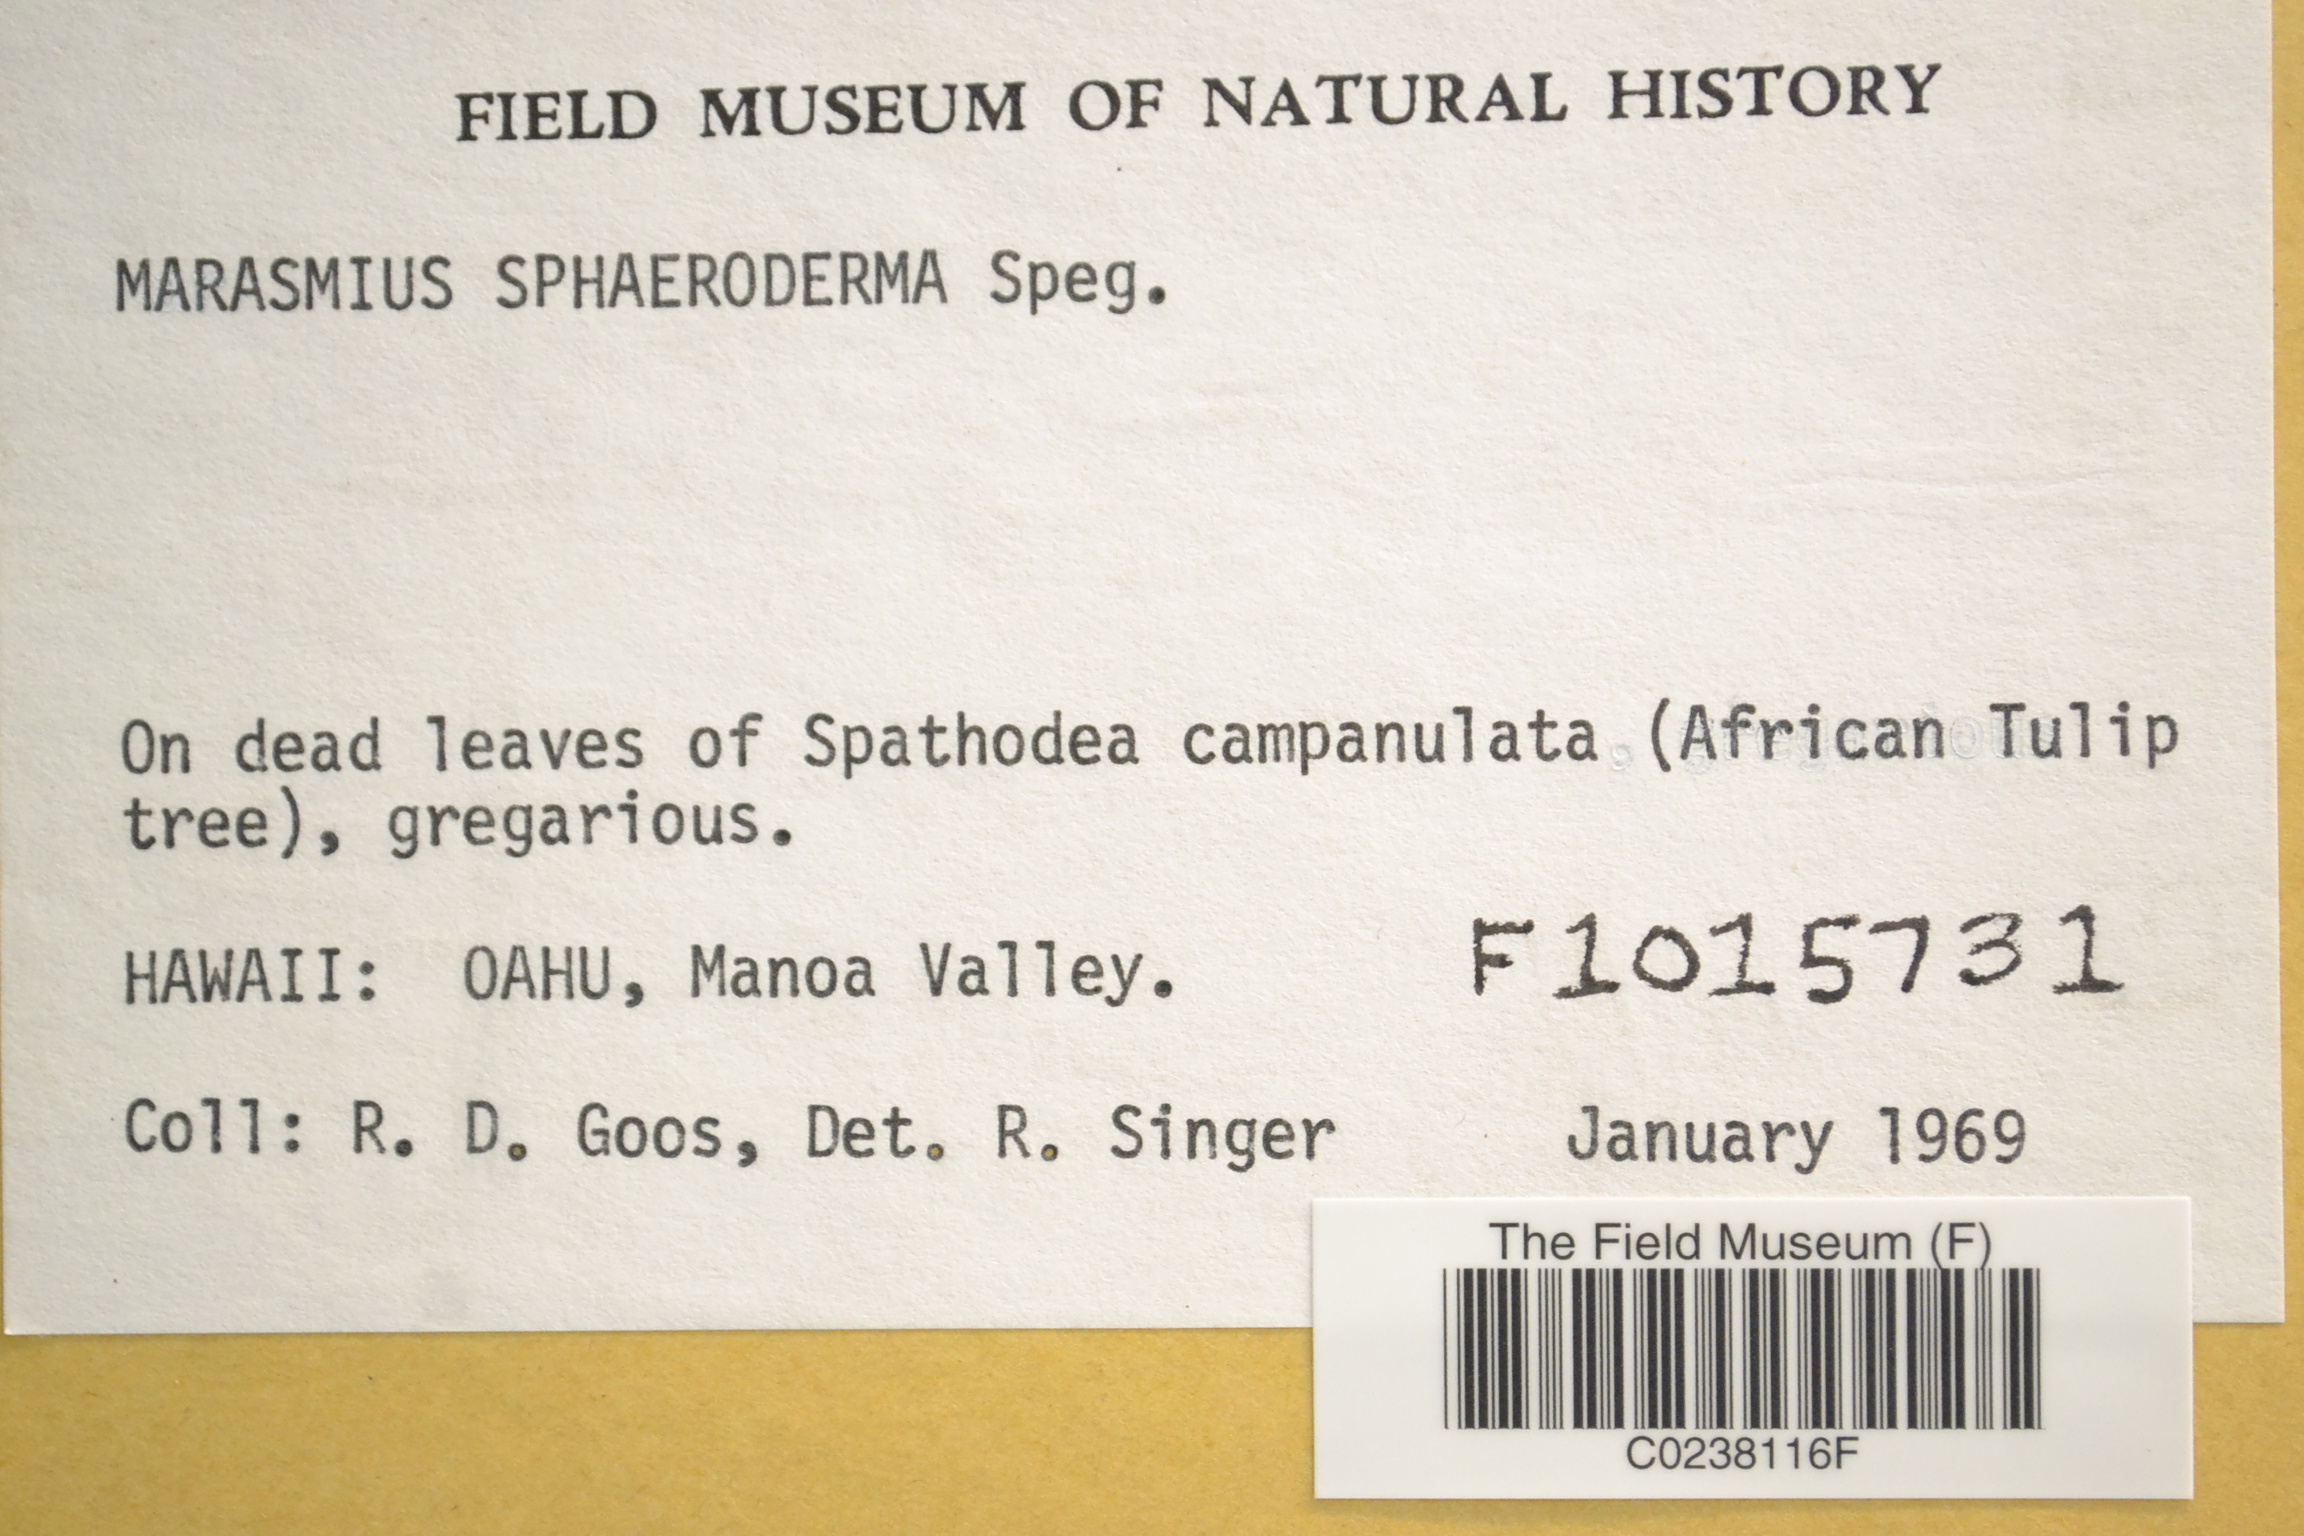 FIELD MUSEUM OF NATURAL HISTORY
MARASMIUS SPHAERODERMA Speg.
On dead leaves of Spathodea campanulata (African Tulip
tree), gregarious.
HAWAII: OAHU, Manoa Valley.
F1015731
Coll: R. D. Goos, Det. R. Singer January 1969
The Field Museum (F)
C0238116F